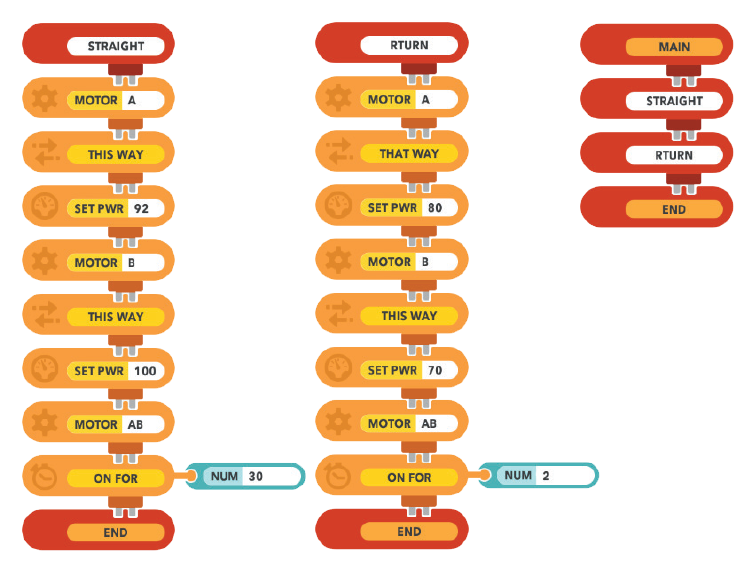 STRAIGHT
MOTOR A
THIS WAY
SET PWR 92
MOTOR B
THIS WAY
SET PWR 100
MOTOR AB
ON FOR NUM 30
END
RTURN
MOTOR A
THAT WAY
SET PWR 80
MOTOR B
THIS WAY
SET PWR 70
MOTOR AB
ON FOR NUM 2
END
MAIN
STRAIGHT
RTURN
END